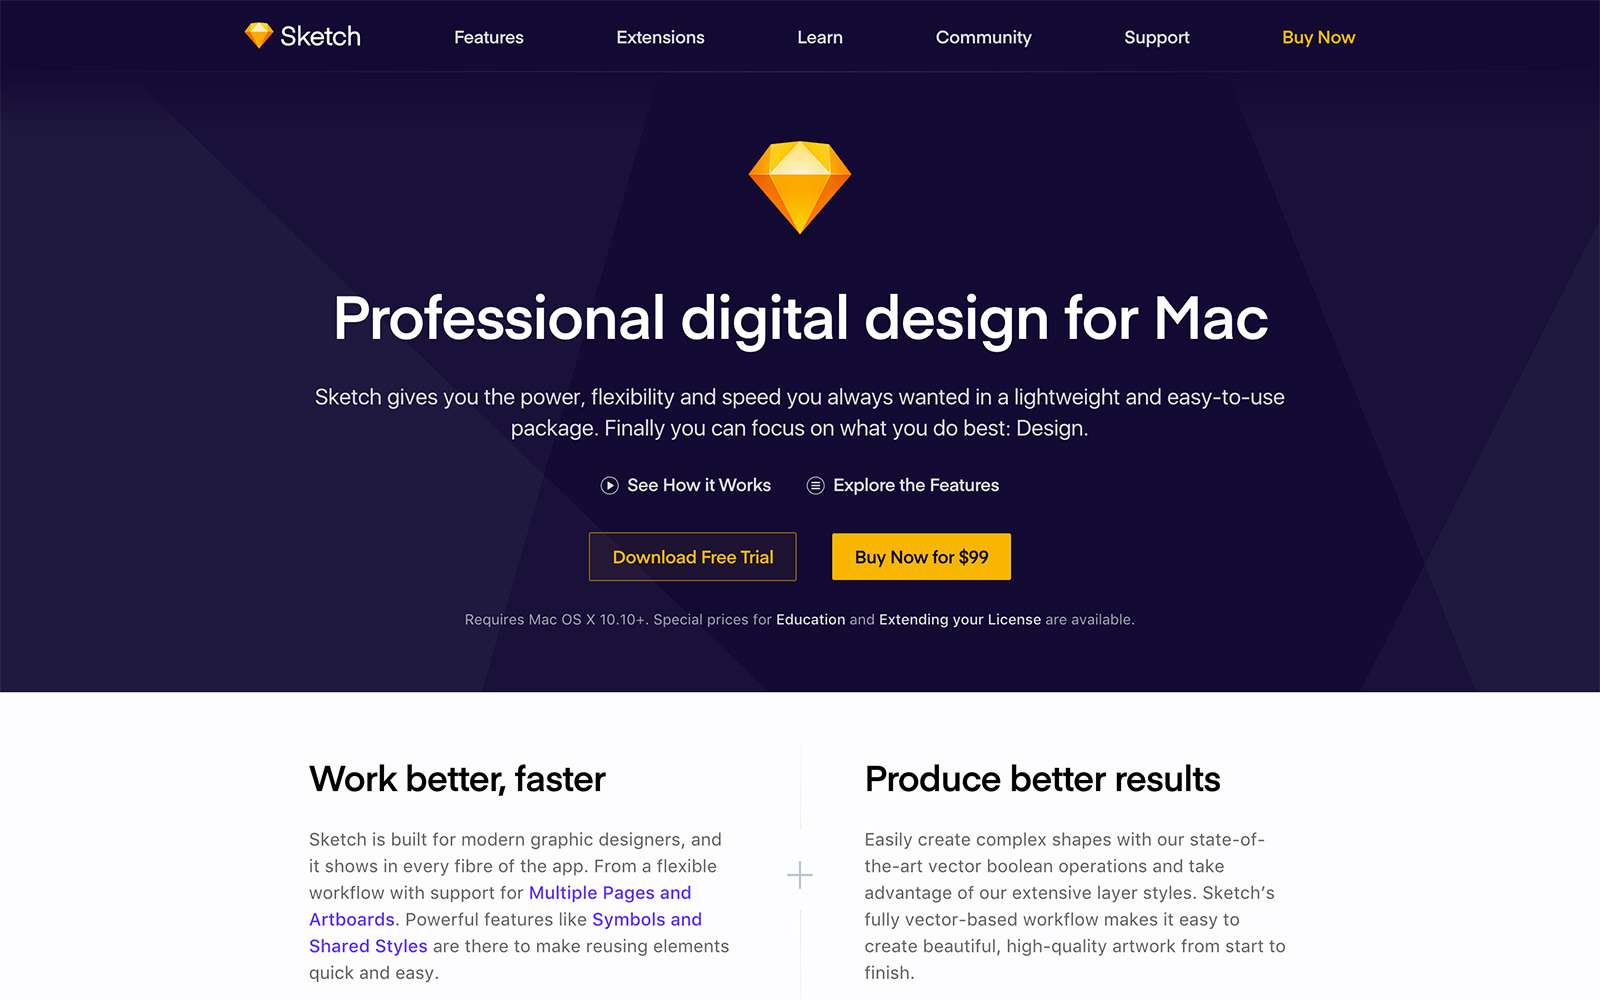 Sketch
Features
Extensions
Learn
Community
Support
Buy Now
Professional digital design for Mac
Sketch gives you the power, flexibility and speed you always wanted in a lightweight and easy-to-use
package. Finally you can focus on what you do best: Design.
See How it Works
Explore the Features
Download Free Trial
Buy Now for $99
Requires Mac OS X 10.10+. Special prices for Education and Extending your License are available.
Work better, faster
Sketch is built for modern graphic designers, and
it shows in every fibre of the app. From a flexible
workflow with support for Multiple Pages and
Artboards. Powerful features like Symbols and
Shared Styles are there to make reusing elements
quick and easy.
Produce better results
Easily create complex shapes with our state-of-
the-art vector boolean operations and take
advantage of our extensive layer styles. Sketch’s
fully vector-based workflow makes it easy to
create beautiful, high-quality artwork from start to
finish.